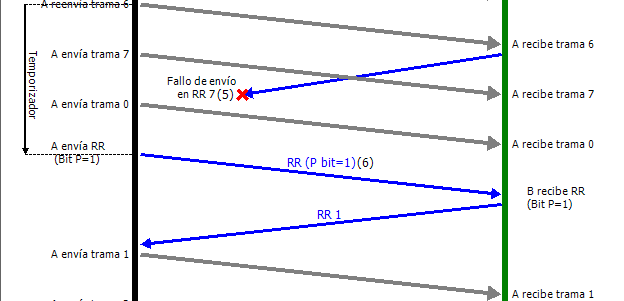 A reenvía trama 6
A recibe trama 6
A envía trama 7
Temporizador
Fallo de envío
en RR 7 (5)
A recibe trama 7
A envía trama 0
A recibe trama 0
A envía RR
(Bit P=1)
RR (P bit=1)(6)
B recibe RR
(Bit P=1)
RR 1
A envía trama 1
A recibe trama 1